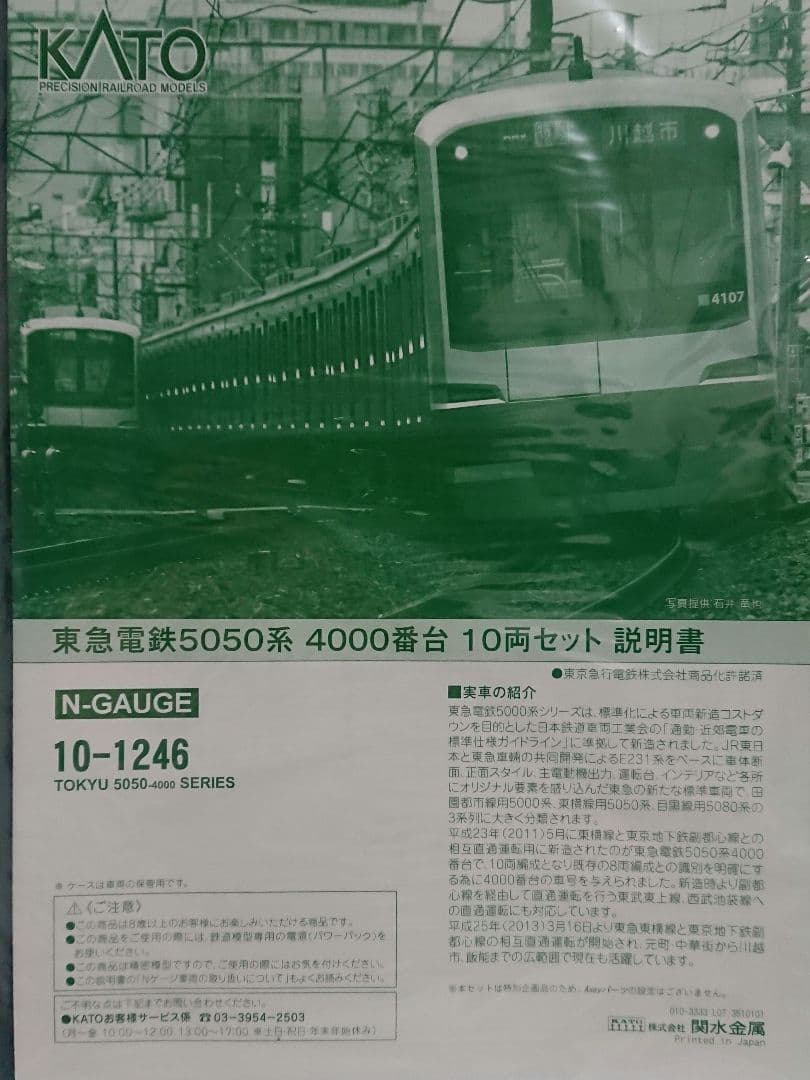 KATO
PRECISION RAILROAD MODELS
川越市
4107
写真提供:石井
東急電鉄5050系 4000番台 10両セット 説明書
●東京急行電鉄株式会社商品化許諾済
N-GAUGE
10-1246
TOKYU 5050-4000 SERIES
■実車の紹介
東急電鉄5000系シリーズは、標準化による車両新造コストダ
ウンを目的とした日本鉄道車両工業会の「通勤・近郊電車の
標準仕様ガイドライン」に準拠して新造されました。JR東日
本と東急車輛の共同開発によるE231系をベースに車体断
面、正面スタイル、主電動機出力、運転台、インテリアなど各所
にオリジナル要素を盛り込んだ東急の新たな標準車両で、田
園都市線用5000系、東横線用5050系、目黒線用5080系の
3系列に大きく分類されます。
平成23年(2011)5月に東横線と東京地下鉄副都心線との
相互直通運転用に新造されたのが東急電鉄5050系4000
番台で、10両編成となり既存の8両編成との識別を明確にす
る為に4000番台の車号を与えられました。新造時より副都
心線を経由して直通運転を行う東武東上線、西武池袋線へ
の直通運転にも対応しています。
平成25年(2013)3月16日より東急東横線と東京地下鉄副
都心線の相互直通運転が開始され、元町・中華街から川越
市、飯能までの広範囲で現在も活躍しています。
※本セットは特別企画品のため、Assyパーツの設定はございません。
※ ケースは車両の保管用です。
⚠《ご注意》
●この商品は8歳以上のお客様にお楽しみいただける商品です。
●この商品をご使用の際には、鉄道模型専用の電源(パワーパック)を
お使いください。
●この商品は精密模型ですので、ご使用の際にはお気を付けください。
●この説明書の「Nゲージ車両の取り扱いについて」もよくお読みください。
ご不明な点は下記までお問い合わせください。
●KATOお客様サービス係 ☎03-3954-2503
(月~金 10:00~12:00, 13:00~17:00 ※土日・祝日・年末年始休み)
010-3333 LOT 3510101
KATO 株式会社 関水金属
Printed in Japan